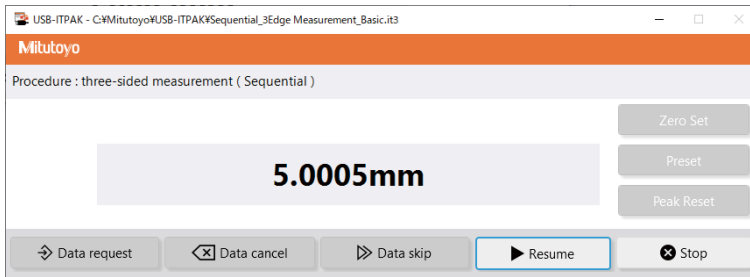 USB-ITPAK - C:¥Mitutoyo¥USB-ITPAK¥Sequential_3Edge Measurement_Basic.it3
Mitutoyo
Procedure : three-sided measurement ( Sequential )
Zero Set
5.0005mm
Preset
Peak Reset
Data request
Data cancel
Data skip
Resume
Stop